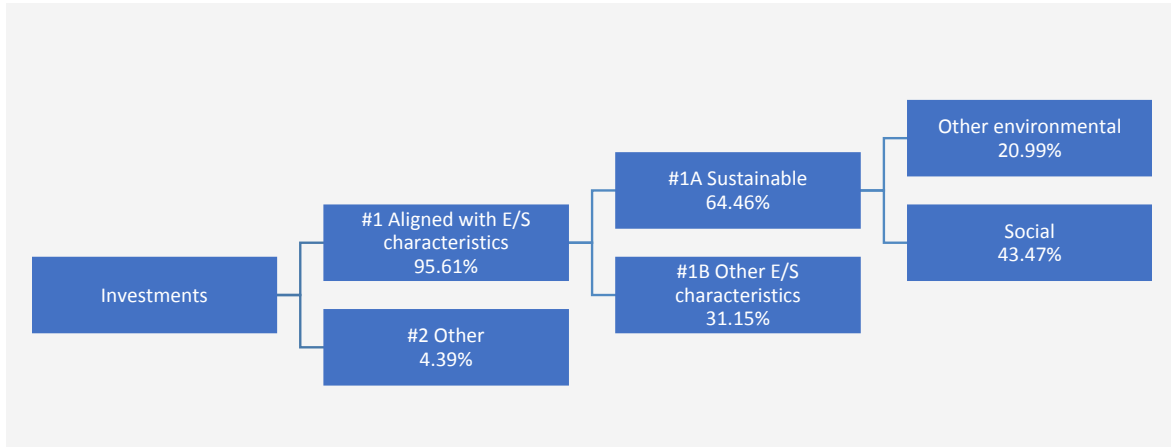 Investments
#1 Aligned with E/S
characteristics
95.61%
#2 Other
4.39%
#1A Sustainable
64.46%
#1B Other E/S
characteristics
31.15%
Other environmental
20.99%
Social
43.47%